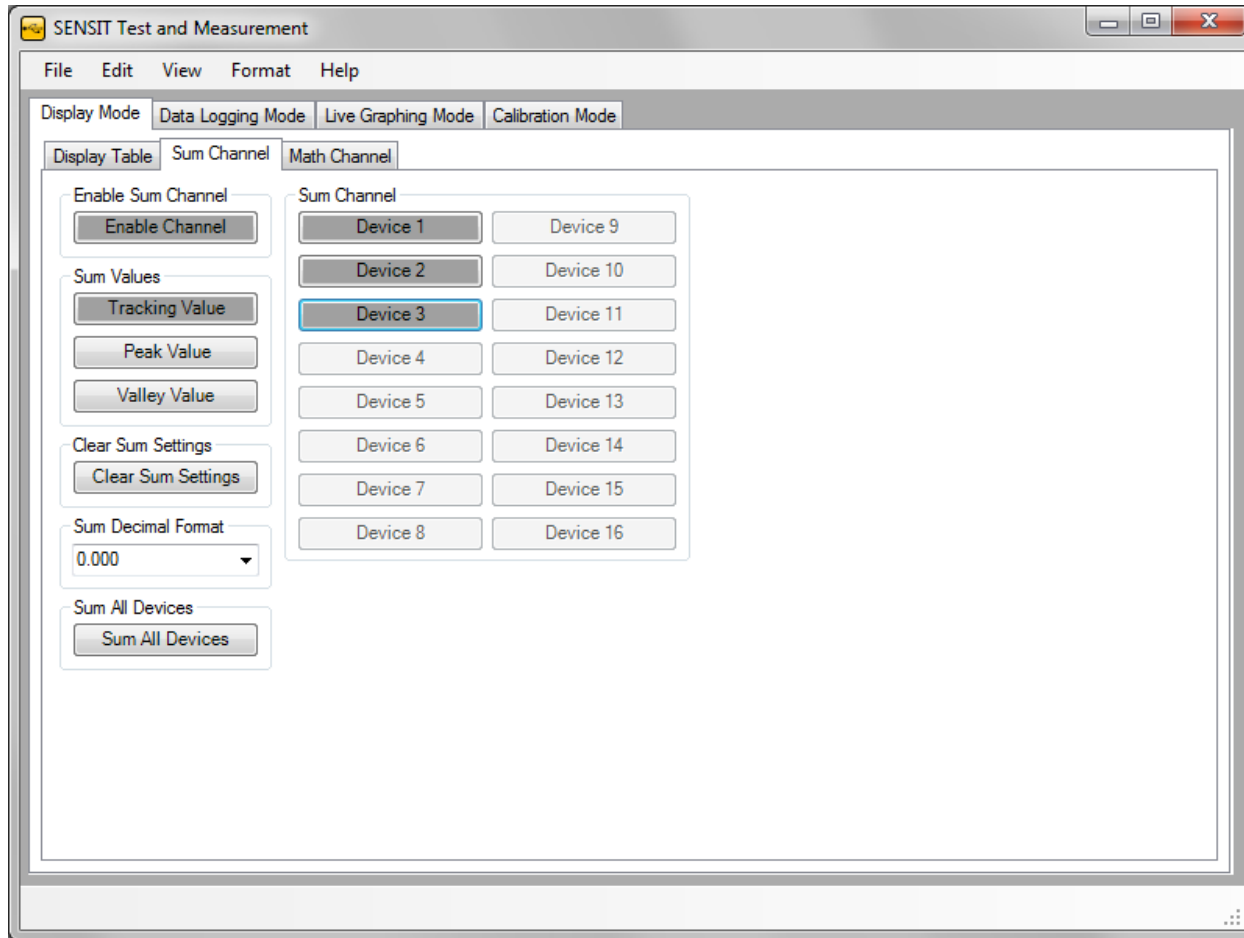 SENSIT Test and Measurement
File Edit View Format Help
Display Mode Data Logging Mode Live Graphing Mode Calibration Mode
Display Table Sum Channel Math Channel
Enable Sum Channel
Enable Channel
Sum Values
Tracking Value
Peak Value
Valley Value
Clear Sum Settings
Clear Sum Settings
Sum Decimal Format
0.000
Sum All Devices
Sum All Devices
Sum Channel
Device 1 Device 9
Device 2 Device 10
Device 3 Device 11
Device 4 Device 12
Device 5 Device 13
Device 6 Device 14
Device 7 Device 15
Device 8 Device 16